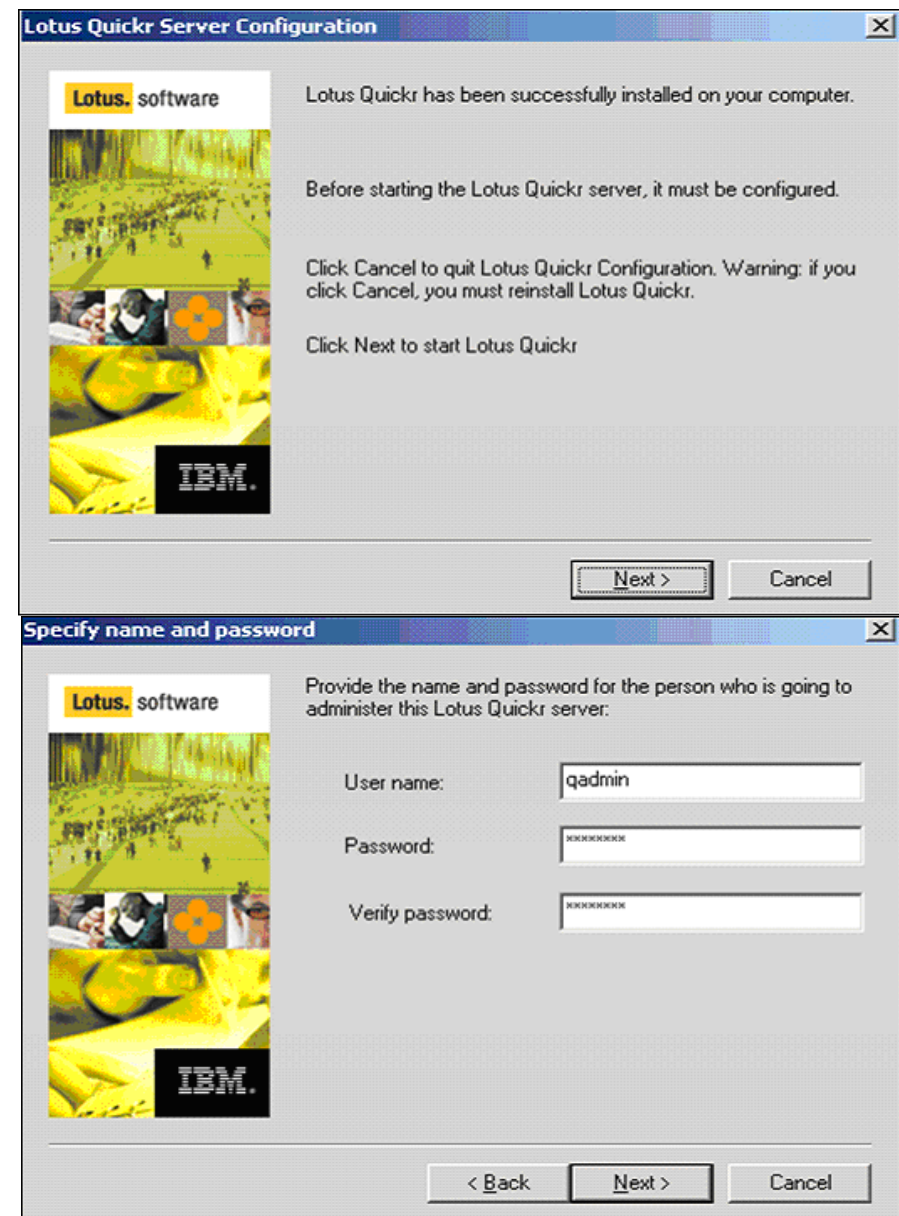 Lotus Quickr Server Configuration
Lotus. software
Lotus Quickr has been successfully installed on your computer.
Before starting the Lotus Quickr server, it must be configured.
Click Cancel to quit Lotus Quickr Configuration. Warning: if you
click Cancel, you must reinstall Lotus Quickr.
Click Next to start Lotus Quickr
IBM.
Next >
Cancel
Specify name and password
Lotus. software
Provide the name and password for the person who is going to
administer this Lotus Quickr server:
User name:
qadmin
Password:
xxxxxxxx
Verify password:
xxxxxxxx
IBM.
< Back
Next >
Cancel